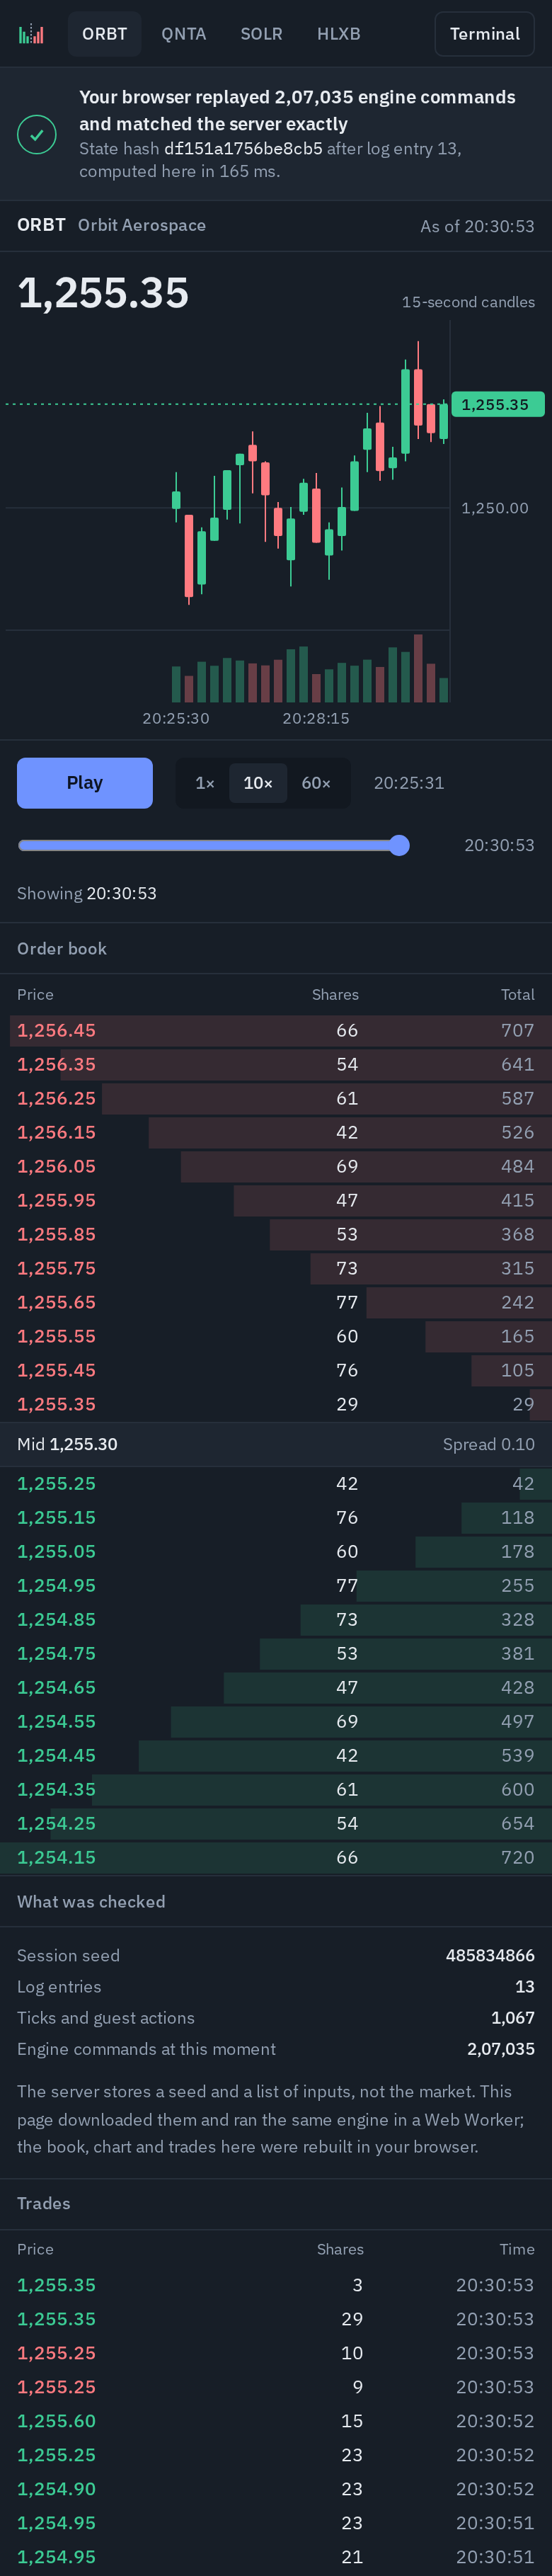 ORBT QNTA SOLR HLXB Terminal
Your browser replayed 2,07,035 engine commands
and matched the server exactly
State hash df151a1756be8cb5 after log entry 13,
computed here in 165 ms.
ORBT Orbit Aerospace As of 20:30:53
1,255.35 15-second candles
1,255.35
1,250.00
20:25:30 20:28:15
Play 1× 10× 60× 20:25:31
20:30:53
Showing 20:30:53
Order book
Price Shares Total
1,256.45 66 707
1,256.35 54 641
1,256.25 61 587
1,256.15 42 526
1,256.05 69 484
1,255.95 47 415
1,255.85 53 368
1,255.75 73 315
1,255.65 77 242
1,255.55 60 165
1,255.45 76 105
1,255.35 29 29
Mid 1,255.30 Spread 0.10
1,255.25 42 42
1,255.15 76 118
1,255.05 60 178
1,254.95 77 255
1,254.85 73 328
1,254.75 53 381
1,254.65 47 428
1,254.55 69 497
1,254.45 42 539
1,254.35 61 600
1,254.25 54 654
1,254.15 66 720
What was checked
Session seed 485834866
Log entries 13
Ticks and guest actions 1,067
Engine commands at this moment 2,07,035
The server stores a seed and a list of inputs, not the market. This
page downloaded them and ran the same engine in a Web Worker;
the book, chart and trades here were rebuilt in your browser.
Trades
Price Shares Time
1,255.35 3 20:30:53
1,255.35 29 20:30:53
1,255.25 10 20:30:53
1,255.25 9 20:30:53
1,255.60 15 20:30:52
1,255.25 23 20:30:52
1,254.90 23 20:30:52
1,254.95 23 20:30:51
1,254.95 21 20:30:51